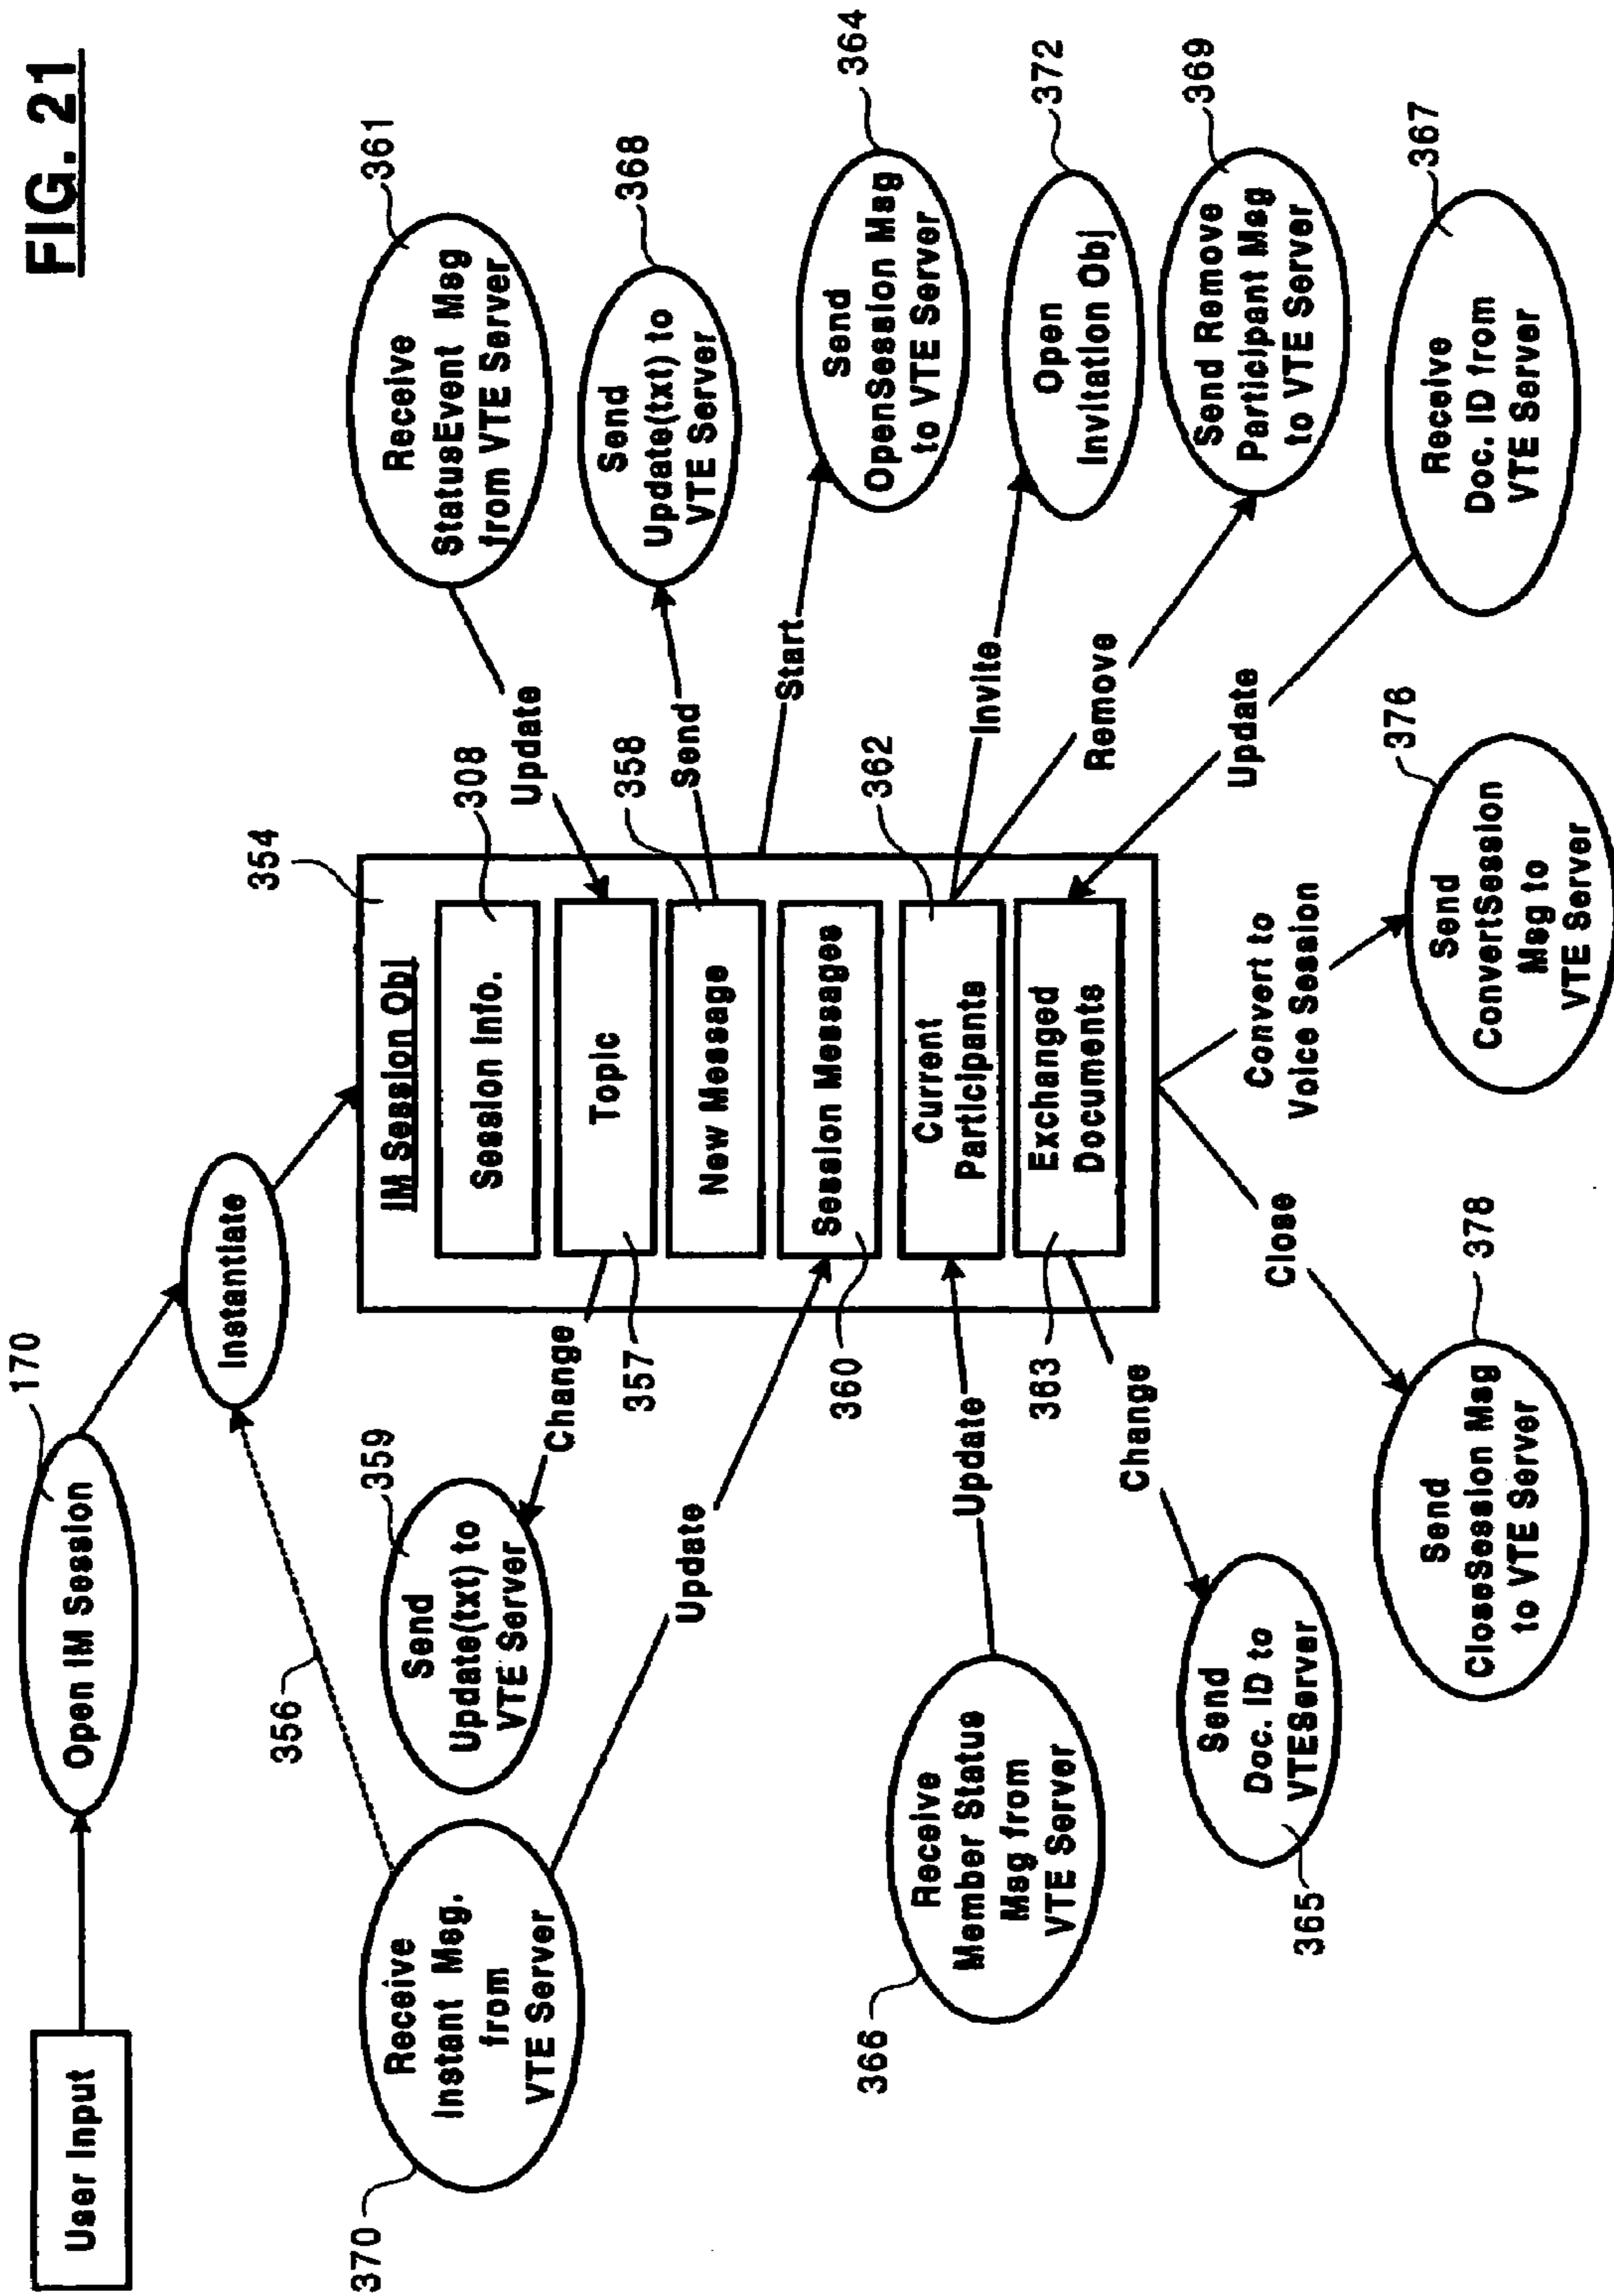 FIG. 21
User Input
Open IM Session
170
Instantiate
356
370
Receive
Instant Msg.
from
VTE Server
359
Send
Update(txt) to
VTE Server
Change
357
Update
360
366
Receive
Member Status
Msg from
VTE Server
Update
363
Change
365
Send
Doc. ID to
VTEServer
354
IM Session Obj
Session Info.
308
Topic
New Message
358
Session Messages
Current
Participants
362
Exchanged
Documents
Update
361
Receive
StatusEvent Msg
from VTE Server
Send
368
Send
Update(txt) to
VTE Server
Start
364
Send
OpenSession Msg
to VTE Server
Invite
372
Open
Invitation Obj
Remove
369
Send Remove
Participant Msg
to VTE Server
Update
367
Receive
Doc. ID from
VTE Server
Convert to
Voice Session
376
Send
ConvertSession
Msg to
VTE Server
Close
378
Send
CloseSession Msg
to VTE Server